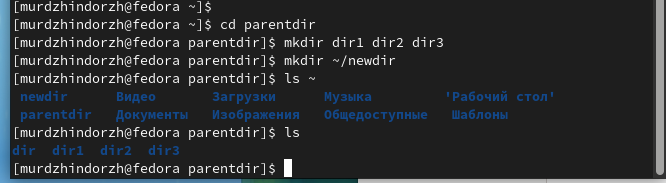 [murdzhindorzh@fedora ~]$
[murdzhindorzh@fedora ~]$ cd parentdir
[murdzhindorzh@fedora parentdir]$ mkdir dir1 dir2 dir3
[murdzhindorzh@fedora parentdir]$ mkdir ~/newdir
[murdzhindorzh@fedora parentdir]$ ls ~
newdir Видео Загрузки Музыка 'Рабочий стол'
parentdir Документы Изображения Общедоступные Шаблоны
[murdzhindorzh@fedora parentdir]$ ls
dir dir1 dir2 dir3
[murdzhindorzh@fedora parentdir]$